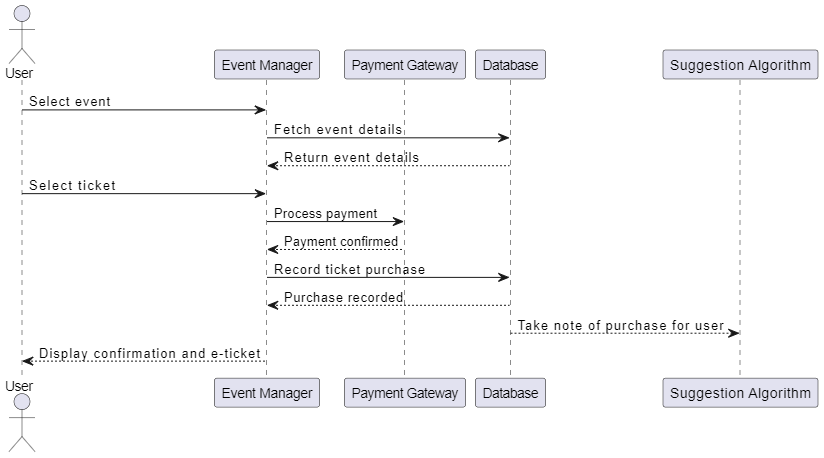 User
Event Manager
Payment Gateway
Database
Suggestion Algorithm
Select event
Fetch event details
Return event details
Select ticket
Process payment
Payment confirmed
Record ticket purchase
Purchase recorded
Take note of purchase for user
Display confirmation and e-ticket
User
Event Manager
Payment Gateway
Database
Suggestion Algorithm